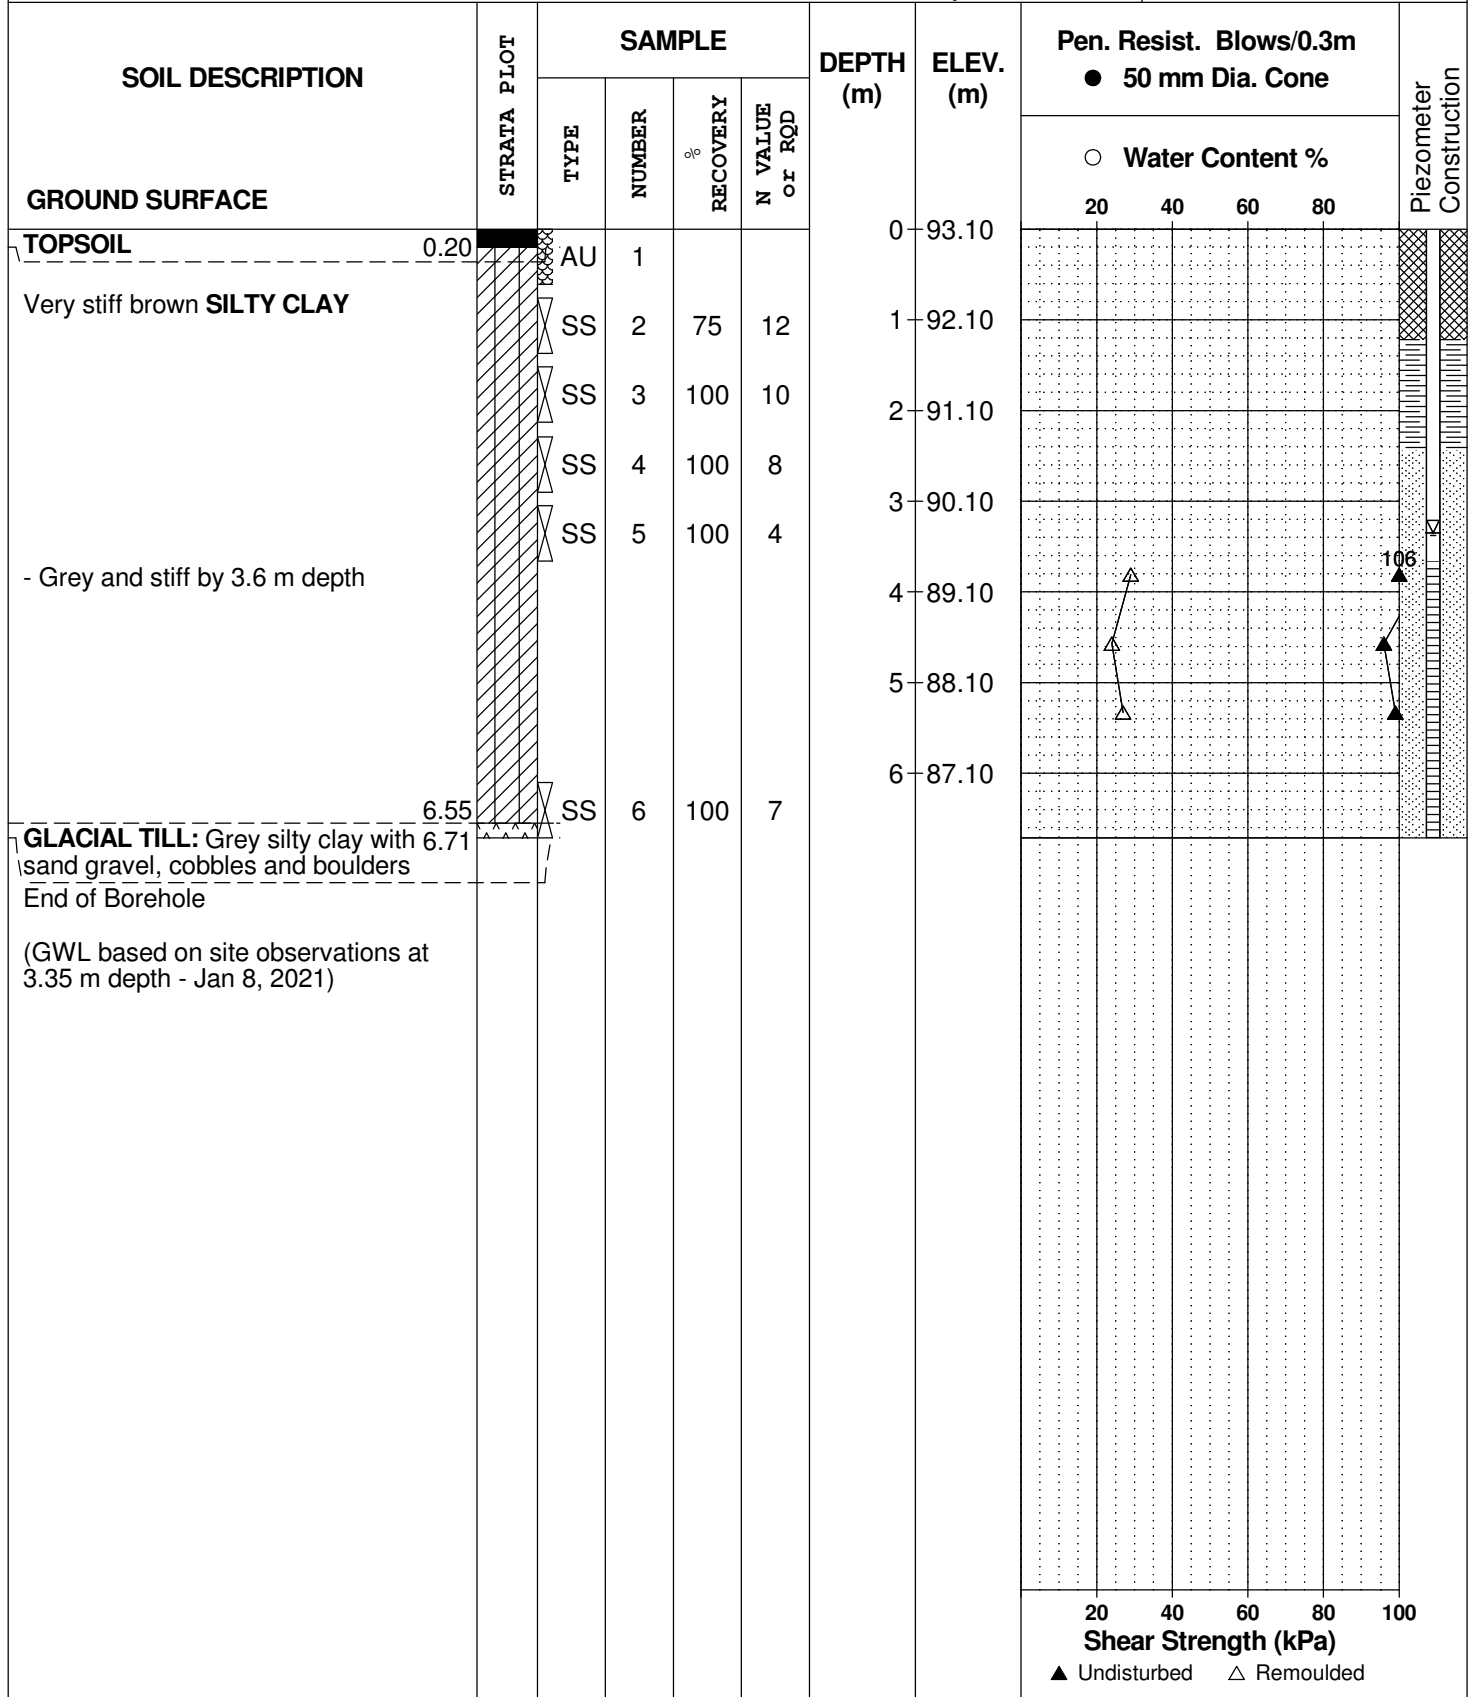 SOIL DESCRIPTION
GROUND SURFACE
STRATA PLOT
SAMPLE
TYPE
NUMBER
%
RECOVERY
N VALUE
or RQD
DEPTH
(m)
ELEV.
(m)
Pen. Resist. Blows/0.3m
● 50 mm Dia. Cone
○ Water Content %
20 40 60 80
Piezometer
Construction
TOPSOIL 0.20
Very stiff brown SILTY CLAY
- Grey and stiff by 3.6 m depth
6.55
GLACIAL TILL: Grey silty clay with 6.71
sand gravel, cobbles and boulders
End of Borehole
(GWL based on site observations at
3.35 m depth - Jan 8, 2021)
AU 1
SS 2 75 12
SS 3 100 10
SS 4 100 8
SS 5 100 4
SS 6 100 7
0 93.10
1 92.10
2 91.10
3 90.10
4 89.10
5 88.10
6 87.10
106
20 40 60 80 100
Shear Strength (kPa)
▲ Undisturbed △ Remoulded